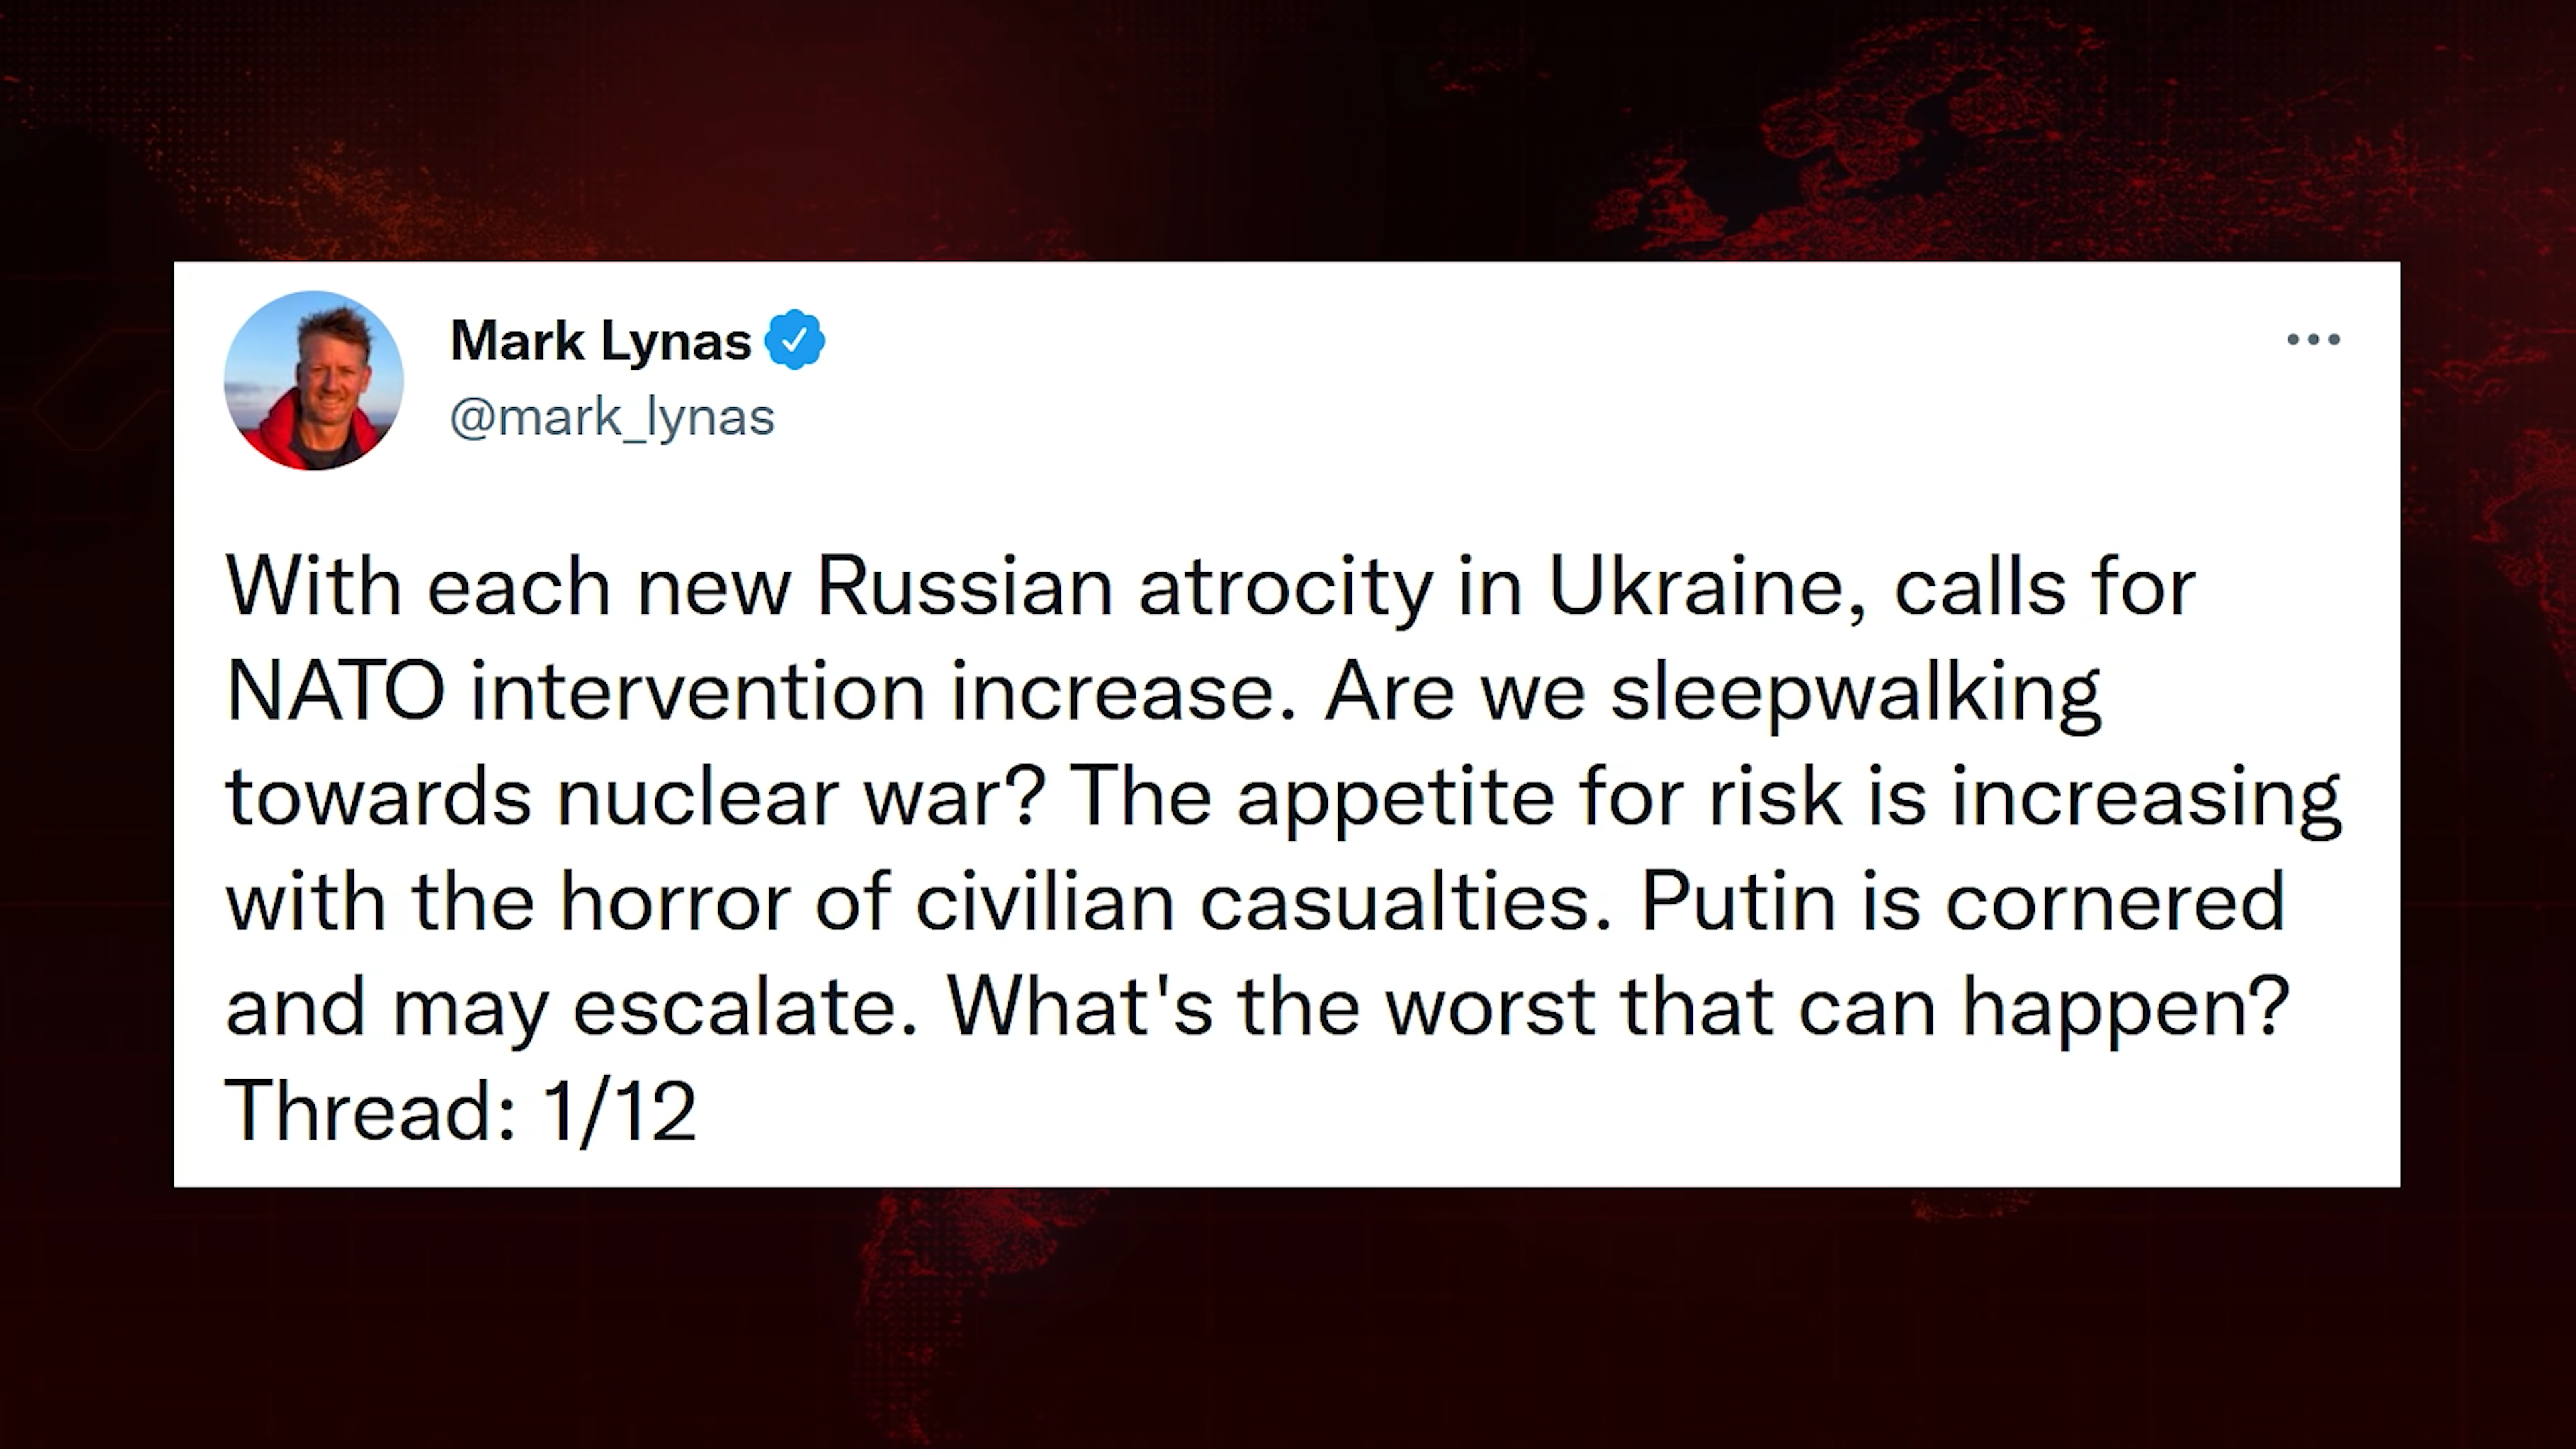 Mark Lynas
@mark_lynas
With each new Russian atrocity in Ukraine, calls for
NATO intervention increase. Are we sleepwalking
towards nuclear war? The appetite for risk is increasing
with the horror of civilian casualties. Putin is cornered
and may escalate. What's the worst that can happen?
Thread: 1/12